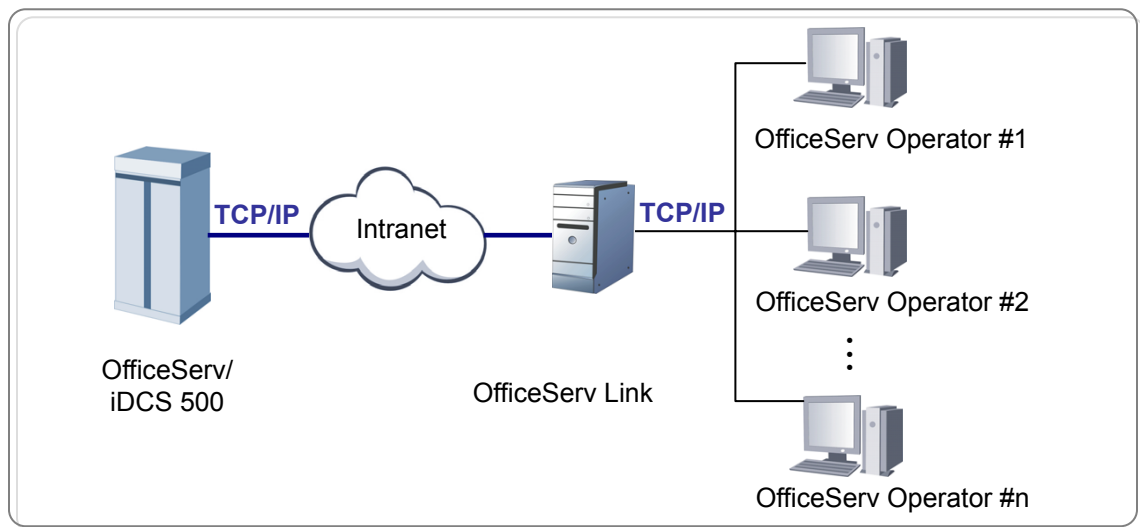 OfficeServ Operator #1
TCP/IP
Intranet
TCP/IP
OfficeServ Operator #2
OfficeServ/
iDCS 500
OfficeServ Link
OfficeServ Operator #n